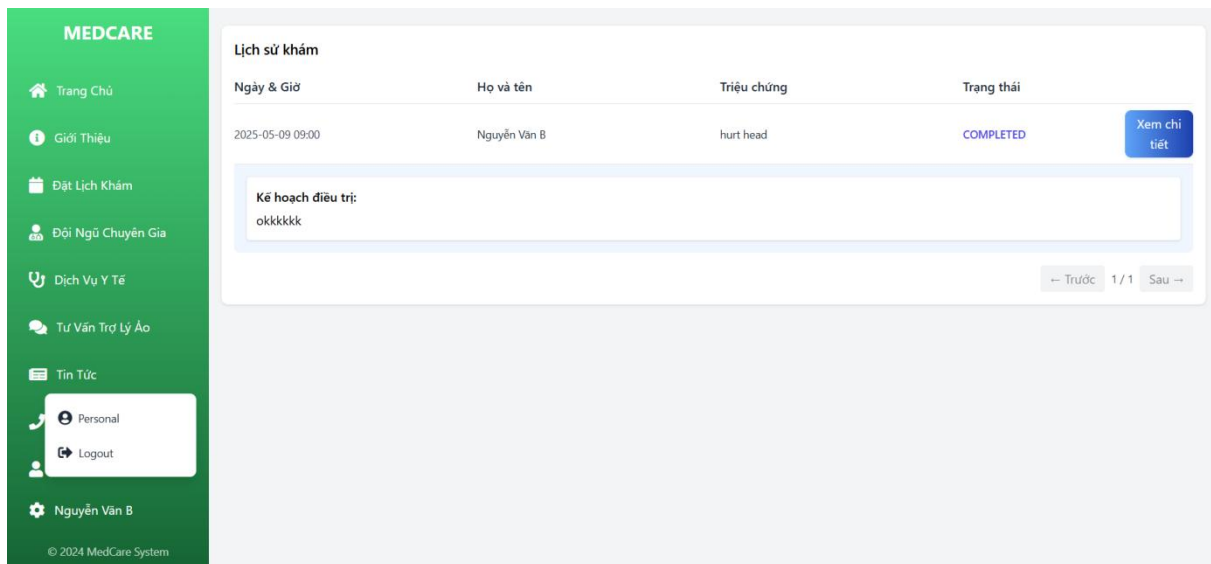 MEDCARE
Trang Chủ
Giới Thiệu
Đặt Lịch Khám
Đội Ngũ Chuyên Gia
Dịch Vụ Y Tế
Tư Vấn Trợ Lý Ảo
Tin Tức
Personal
Logout
Nguyễn Văn B
© 2024 MedCare System
Lịch sử khám
Ngày & Giờ Họ và tên Triệu chứng Trạng thái
2025-05-09 09:00 Nguyễn Văn B hurt head COMPLETED Xem chi
tiết
Kế hoạch điều trị:
okkkkkk
← Trước 1 / 1 Sau →